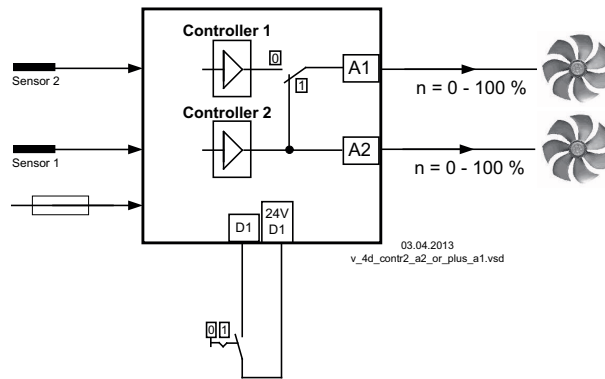 Controller 1
0
A1
1
n = 0 - 100 %
Sensor 2
Controller 2
A2
n = 0 - 100 %
Sensor 1
D1
24V
D1
03.04.2013
v_4d_contr2_a2_or_plus_a1.vsd
0 1